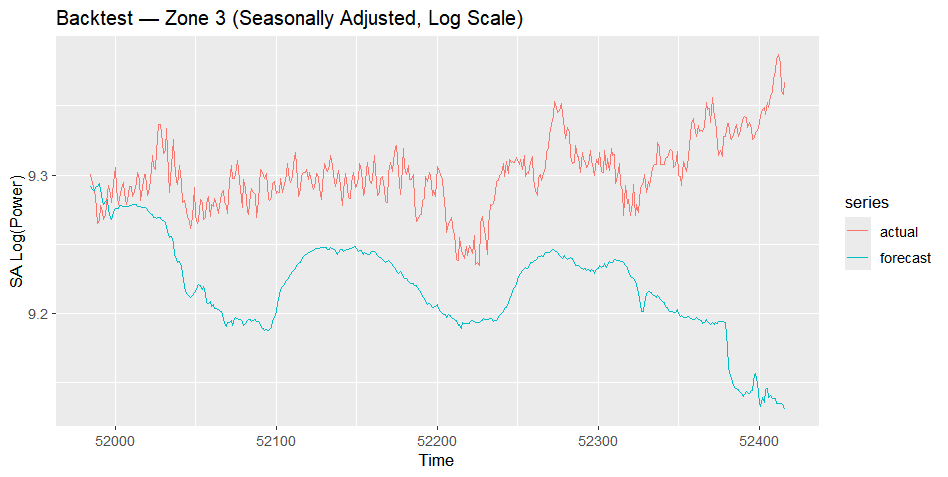 Backtest — Zone 3 (Seasonally Adjusted, Log Scale)
SA Log(Power)
9.3
9.2
52000 52100 52200 52300 52400
Time
series
actual
forecast